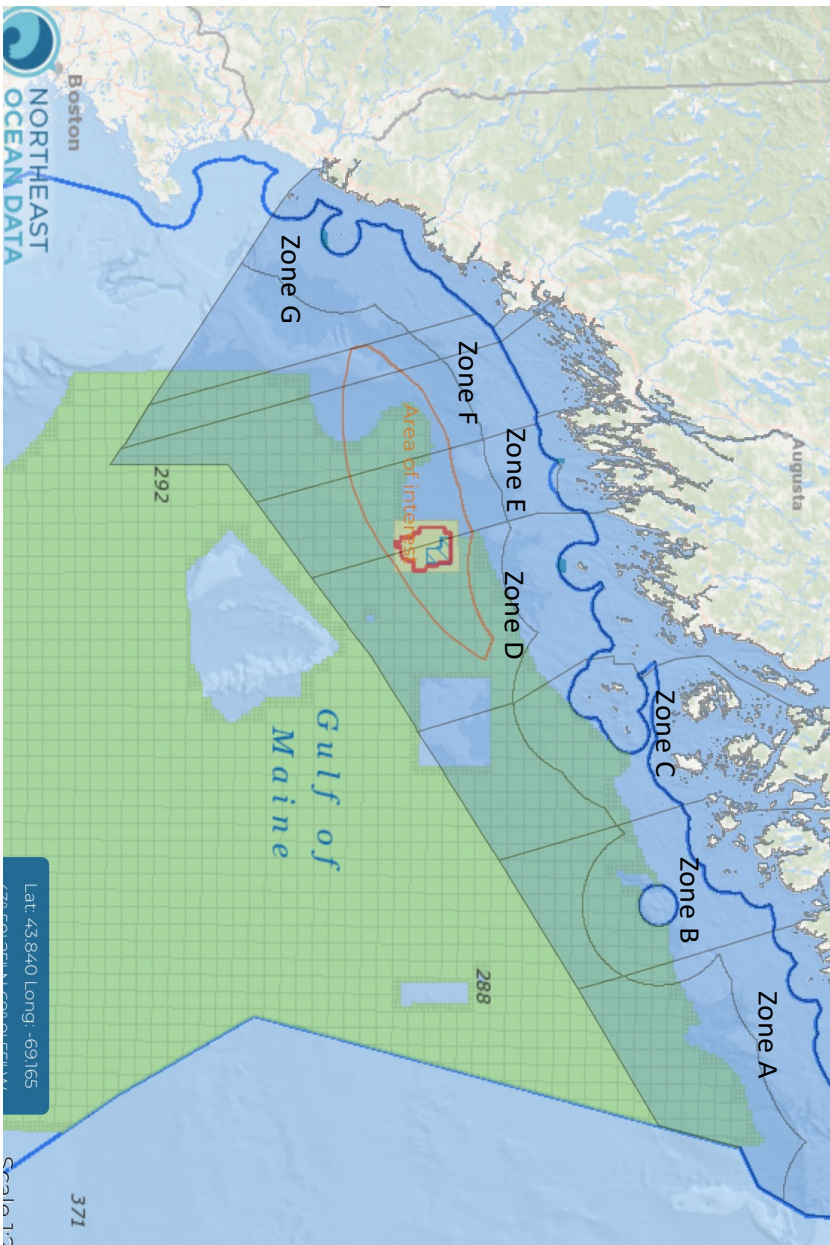 Boston
NORTHEAST
OCEAN DATA
Augusta
Zone G
Zone F
Zone E
Zone D
Zone C
Zone B
Zone A
Area of interest
292
Gulf of
Maine
288
Lat: 43.840 Long: -69.165
371